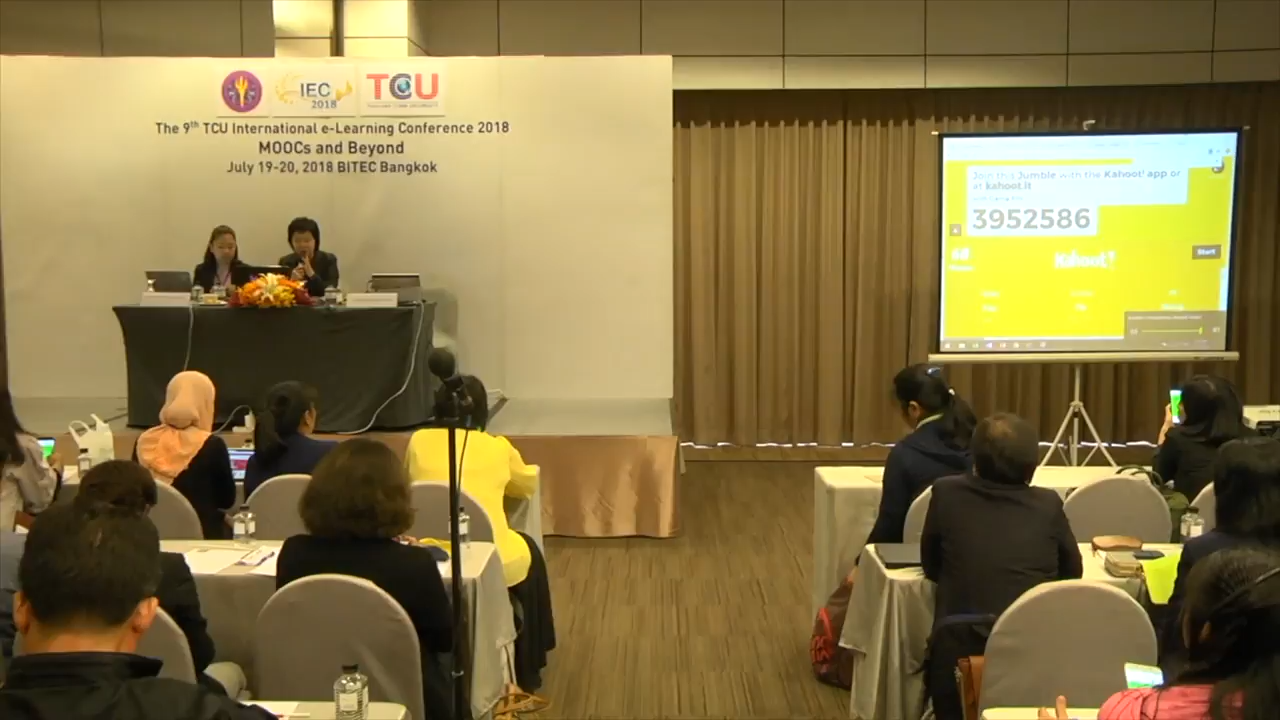 IEC
2018
TCU
The 9th TCU International e-Learning Conference 2018
MOOCs and Beyond
July 19-20, 2018 BITEC Bangkok
Join this Jumble with the Kahoot! app or
at kahoot.it
3952586
Kahoot!
Start